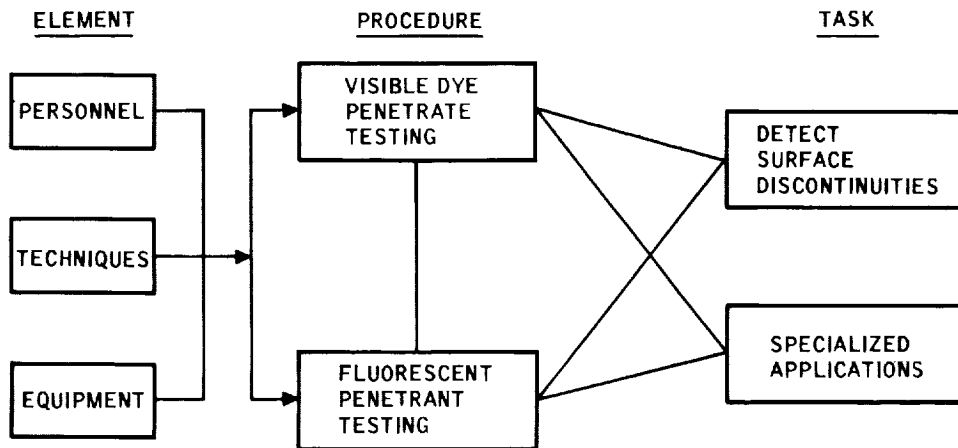 ELEMENT
PROCEDURE
TASK
PERSONNEL
TECHNIQUES
EQUIPMENT
VISIBLE DYE
PENETRATE
TESTING
FLUORESCENT
PENETRANT
TESTING
DETECT
SURFACE
DISCONTINUITIES
SPECIALIZED
APPLICATIONS